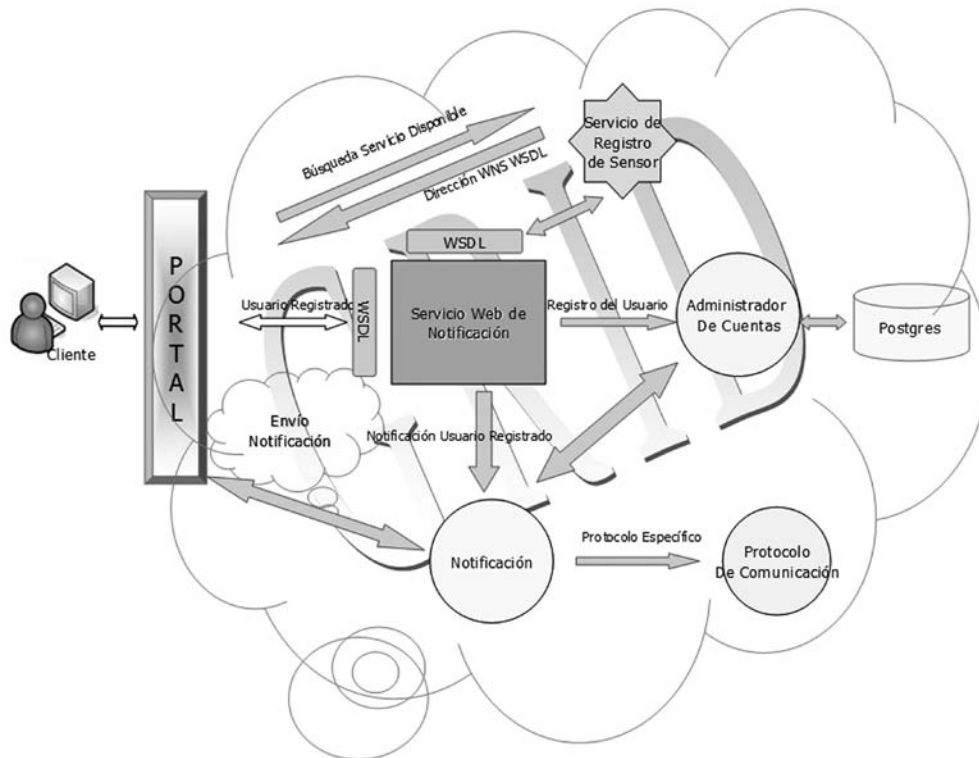 Búsqueda Servicio Disponible
Dirección WNS WSDL
Servicio de
Registro
de Sensor
WSDL
PORTAL
Cliente
Usuario Registrado
WSDL
Servicio Web de
Notificación
Registro del Usuario
Administrador
De Cuentas
Postgres
Envío
Notificación
Notificación Usuario Registrado
GRID
Notificación
Protocolo Específico
Protocolo
De Comunicación